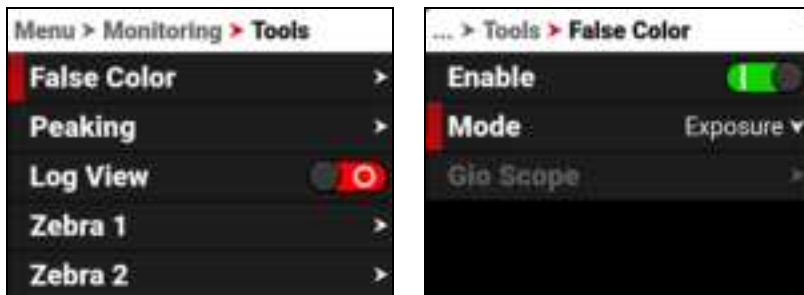 Menu > Monitoring > Tools
False Color >
Peaking >
Log View
Zebra 1 >
Zebra 2 >
... > Tools > False Color
Enable
Mode Exposure
Gio Scope >